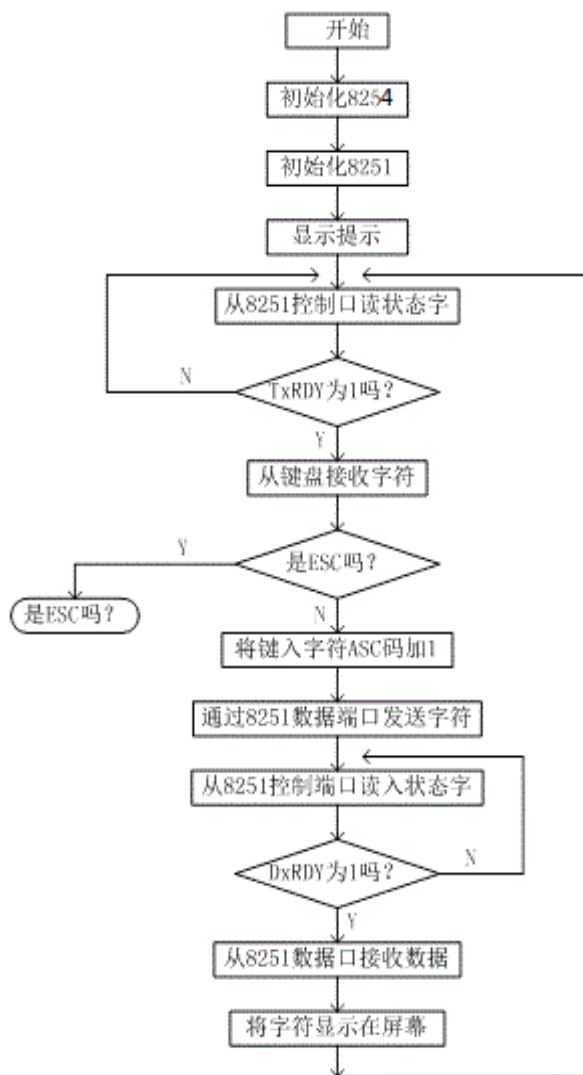 开始
初始化8254
初始化8251
显示提示
从8251控制口读状态字
N
TxRDY为1吗?
Y
从键盘接收字符
Y
是ESC吗?
是ESC吗?
N
将键入字符ASC码加1
通过8251数据端口发送字符
从8251控制端口读入状态字
DxRDY为1吗?
N
Y
从8251数据口接收数据
将字符显示在屏幕